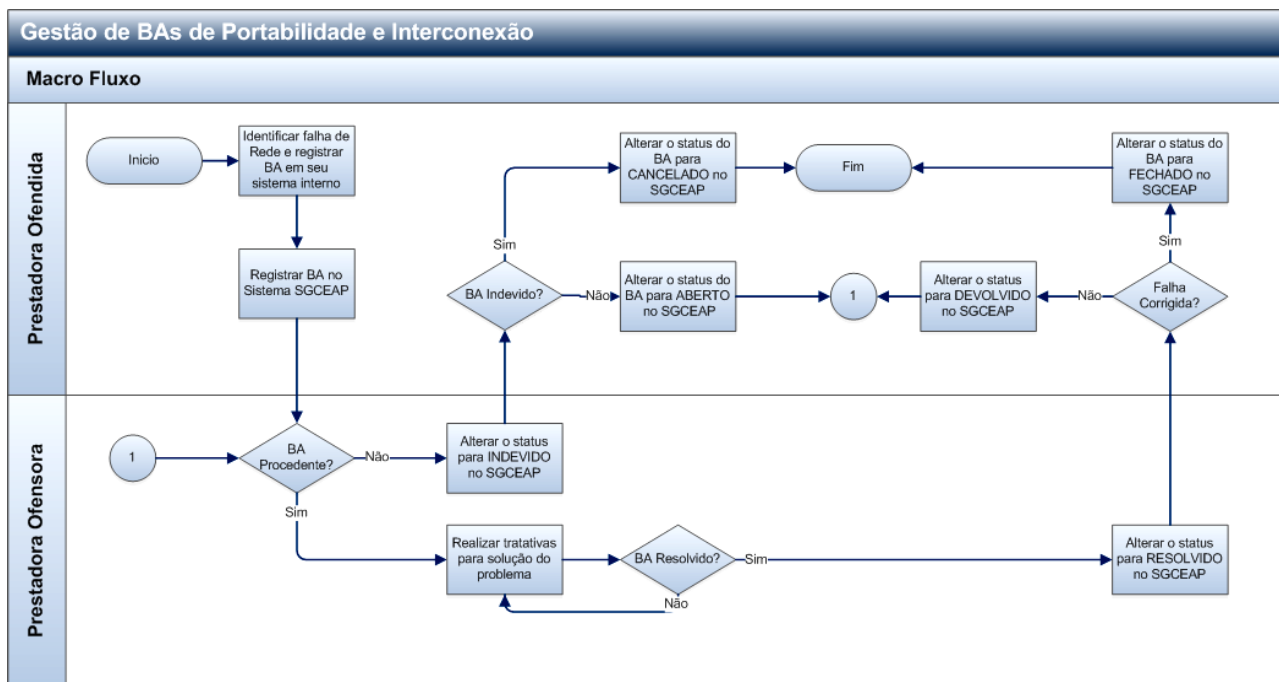 Gestão de BAs de Portabilidade e Interconexão
Macro Fluxo
Prestadora Ofendida
Inicio
Identificar falha de
Rede e registrar
BA em seu
sistema interno
Alterar o status do
BA para
CANCELADO no
SGCEAP
Fim
Alterar o status do
BA para
FECHADO no
SGCEAP
Sim
Sim
Registrar BA no
Sistema SGCEAP
BA Indevido?
Não
Alterar o status do
BA para ABERTO
no SGCEAP
1
Alterar o status
para DEVOLVIDO
no SGCEAP
Não
Falha
Corrigida?
Prestadora Ofensora
1
BA
Procedente?
Não
Alterar o status
para INDEVIDO
no SGCEAP
Sim
Realizar tratativas
para solução do
problema
BA Resolvido?
Sim
Alterar o status
para RESOLVIDO
no SGCEAP
Não